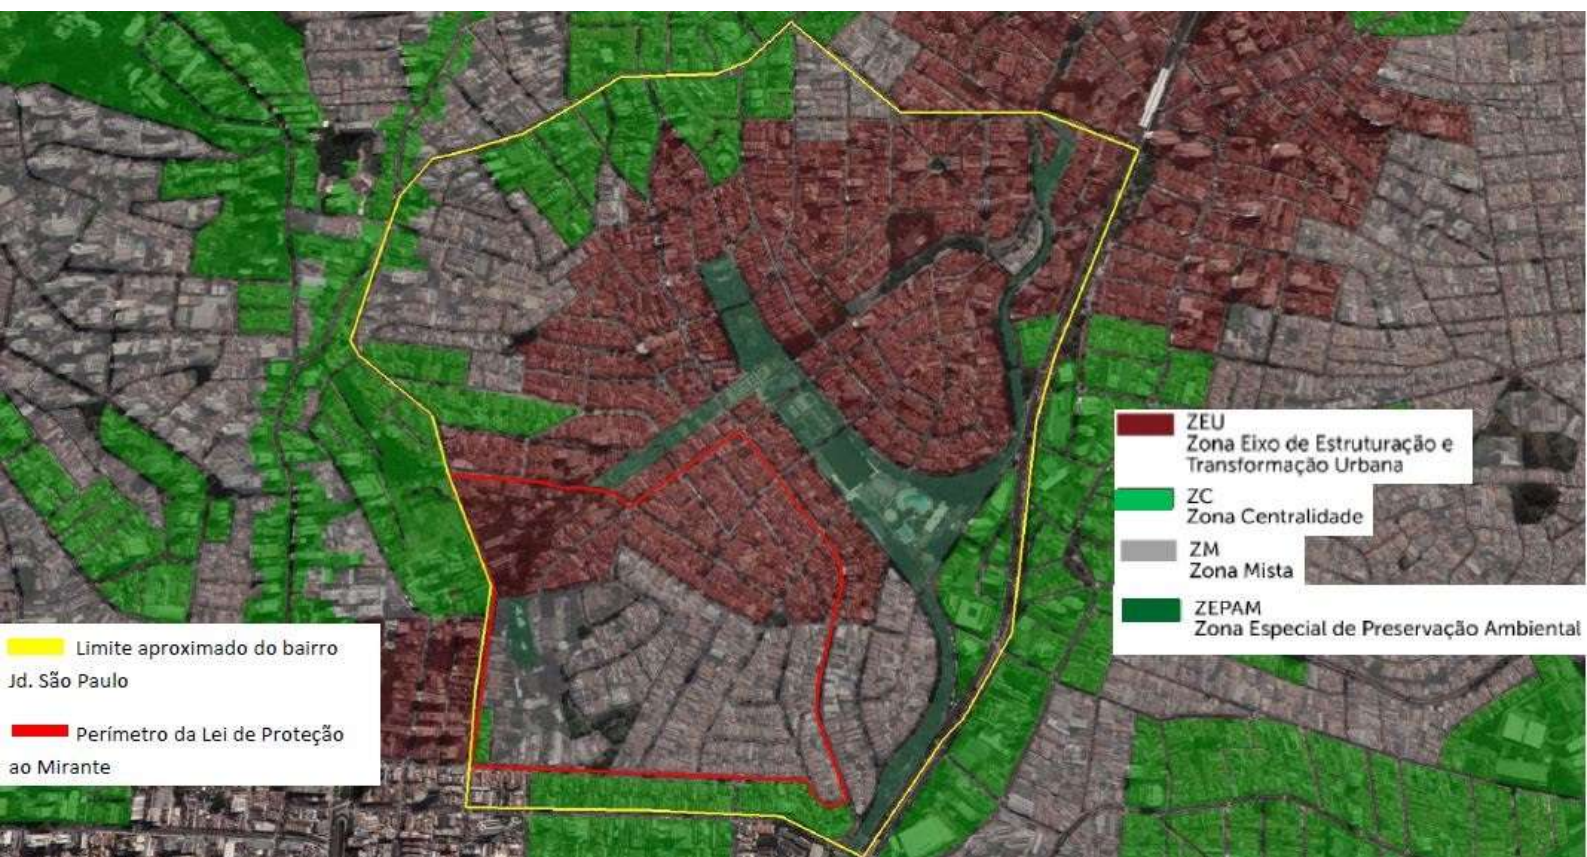 ZEU
Zona Eixo de Estruturação e
Transformação Urbana
ZC
Zona Centralidade
ZM
Zona Mista
ZEPAM
Zona Especial de Preservação Ambiental
Limite aproximado do bairro
Jd. São Paulo
Perímetro da Lei de Proteção
ao Mirante